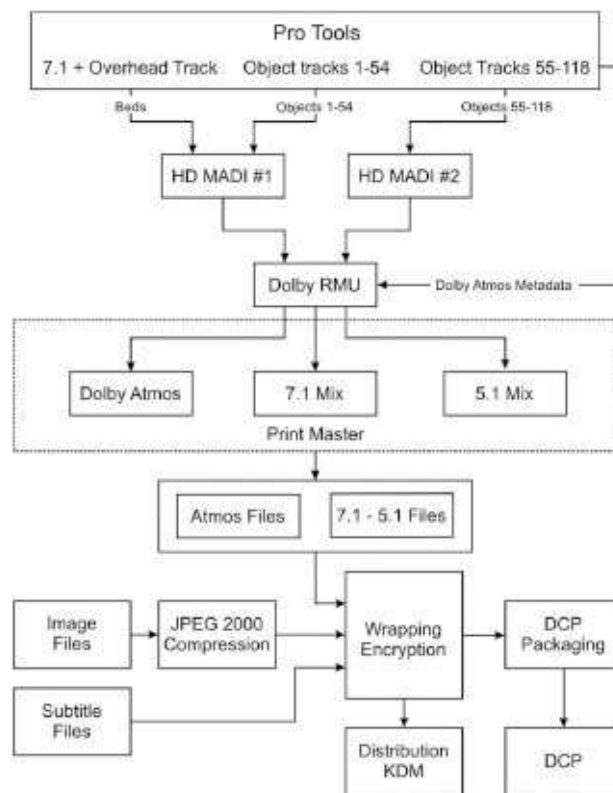 Pro Tools
7.1 + Overhead Track Object tracks 1-54 Object Tracks 55-118
Beds Objects 1-54 Objects 55-118
HD MADI #1 HD MADI #2
Dolby RMU Dolby Atmos Metadata
Dolby Atmos 7.1 Mix 5.1 Mix
Print Master
Atmos Files 7.1 - 5.1 Files
Image
Files
JPEG 2000
Compression
Wrapping
Encryption
DCP
Packaging
Subtitle
Files
Distribution
KDM
DCP